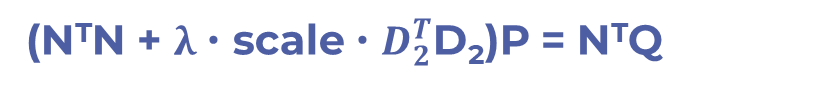 (NᵀN + λ · scale · D₂ᵀD₂)P = NᵀQ